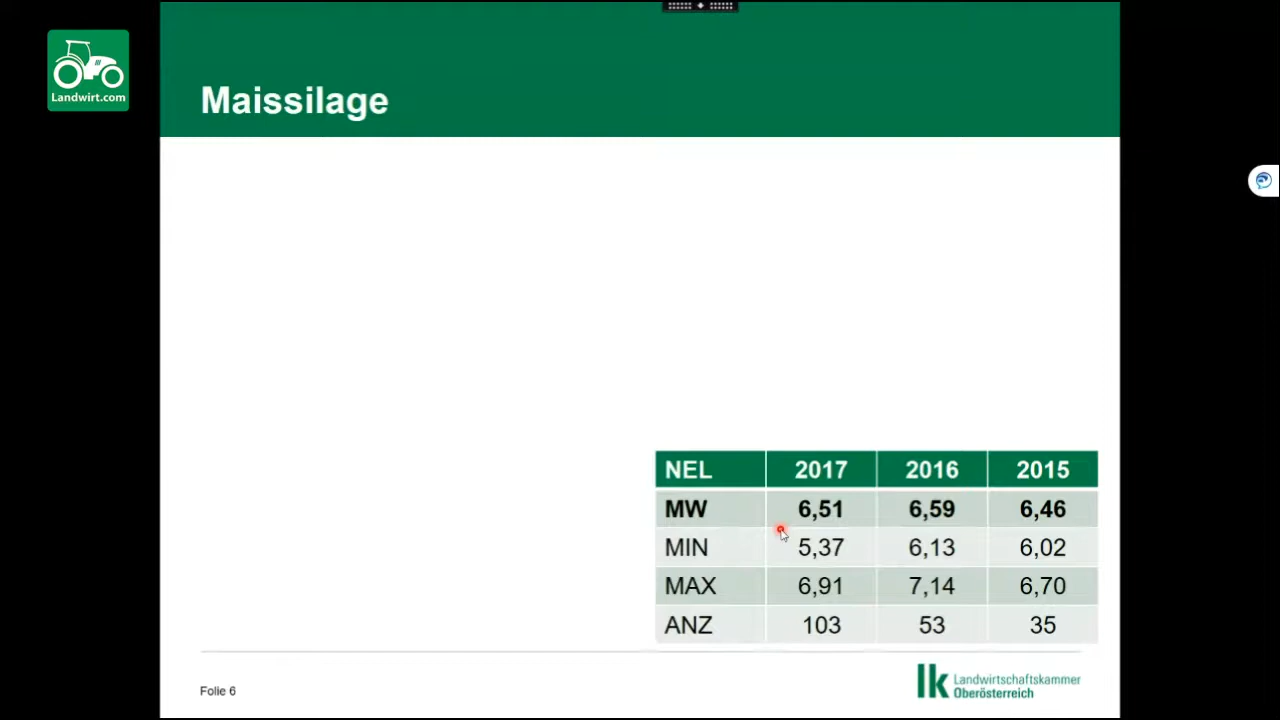 Landwirt.com
Maissilage
NEL 2017 2016 2015
MW 6,51 6,59 6,46
MIN 5,37 6,13 6,02
MAX 6,91 7,14 6,70
ANZ 103 53 35
Folie 6
lk Landwirtschaftskammer
Oberösterreich